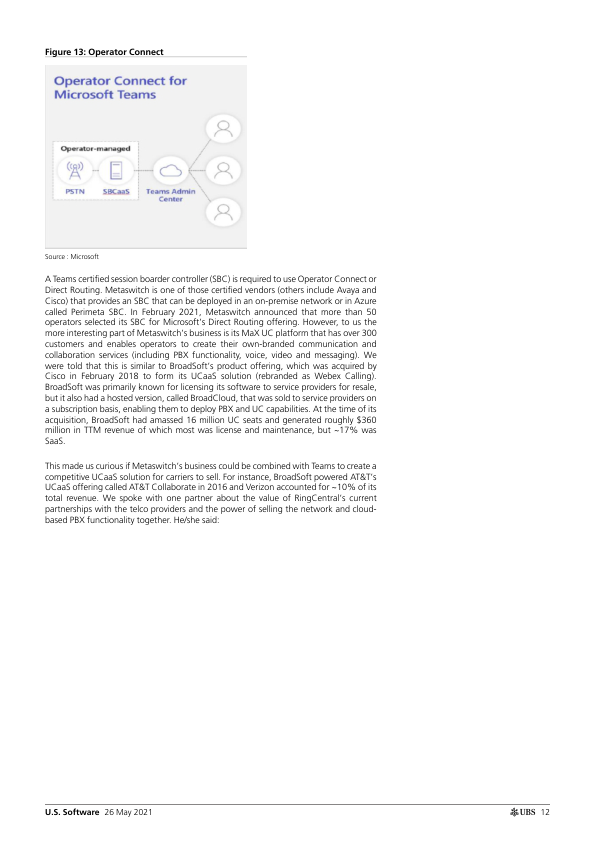 Figure 13: Operator Connect
Operator Connect for
Microsoft Teams
Operator-managed
PSTN
SBCaaS
Teams Admin
Center
Source : Microsoft
A Teams certified session boarder controller (SBC) is required to use Operator Connect or
Direct Routing. Metaswitch is one of those certified vendors (others include Avaya and
Cisco) that provides an SBC that can be deployed in an on-premise network or in Azure
called Perimeta SBC. In February 2021, Metaswitch announced that more than 50
operators selected its SBC for Microsoft's Direct Routing offering. However, to us the
more interesting part of Metaswitch's business is its MaX UC platform that has over 300
customers and enables operators to create their own-branded communication and
collaboration services (including PBX functionality, voice, video and messaging). We
were told that this is similar to BroadSoft's product offering, which was acquired by
Cisco in February 2018 to form its UCaaS solution (rebranded as Webex Calling).
BroadSoft was primarily known for licensing its software to service providers for resale,
but it also had a hosted version, called BroadCloud, that was sold to service providers on
a subscription basis, enabling them to deploy PBX and UC capabilities. At the time of its
acquisition, BroadSoft had amassed 16 million UC seats and generated roughly $360
million in TTM revenue of which most was license and maintenance, but ~17% was
SaaS.
This made us curious if Metaswitch's business could be combined with Teams to create a
competitive UCaaS solution for carriers to sell. For instance, BroadSoft powered AT&T's
UCaaS offering called AT&T Collaborate in 2016 and Verizon accounted for ~10% of its
total revenue. We spoke with one partner about the value of RingCentral's current
partnerships with the telco providers and the power of selling the network and cloud-
based PBX functionality together. He/she said:
U.S. Software 26 May 2021
UBS 12